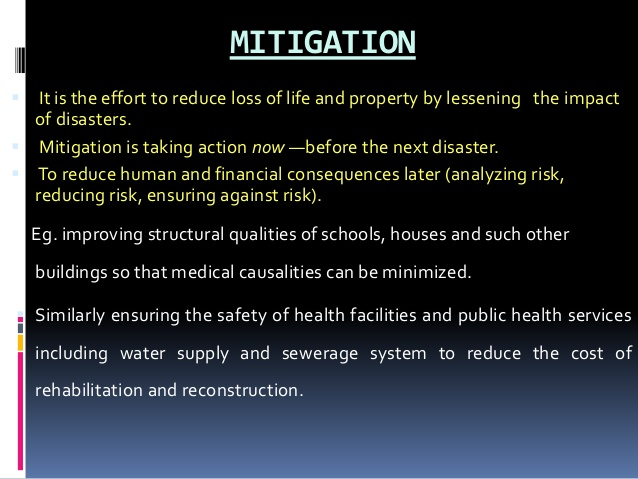 MITIGATION
It is the effort to reduce loss of life and property by lessening the impact
of disasters.
Mitigation is taking action now —before the next disaster.
To reduce human and financial consequences later (analyzing risk,
reducing risk, ensuring against risk).
Eg. improving structural qualities of schools, houses and such other
buildings so that medical causalities can be minimized.
Similarly ensuring the safety of health facilities and public health services
including water supply and sewerage system to reduce the cost of
rehabilitation and reconstruction.